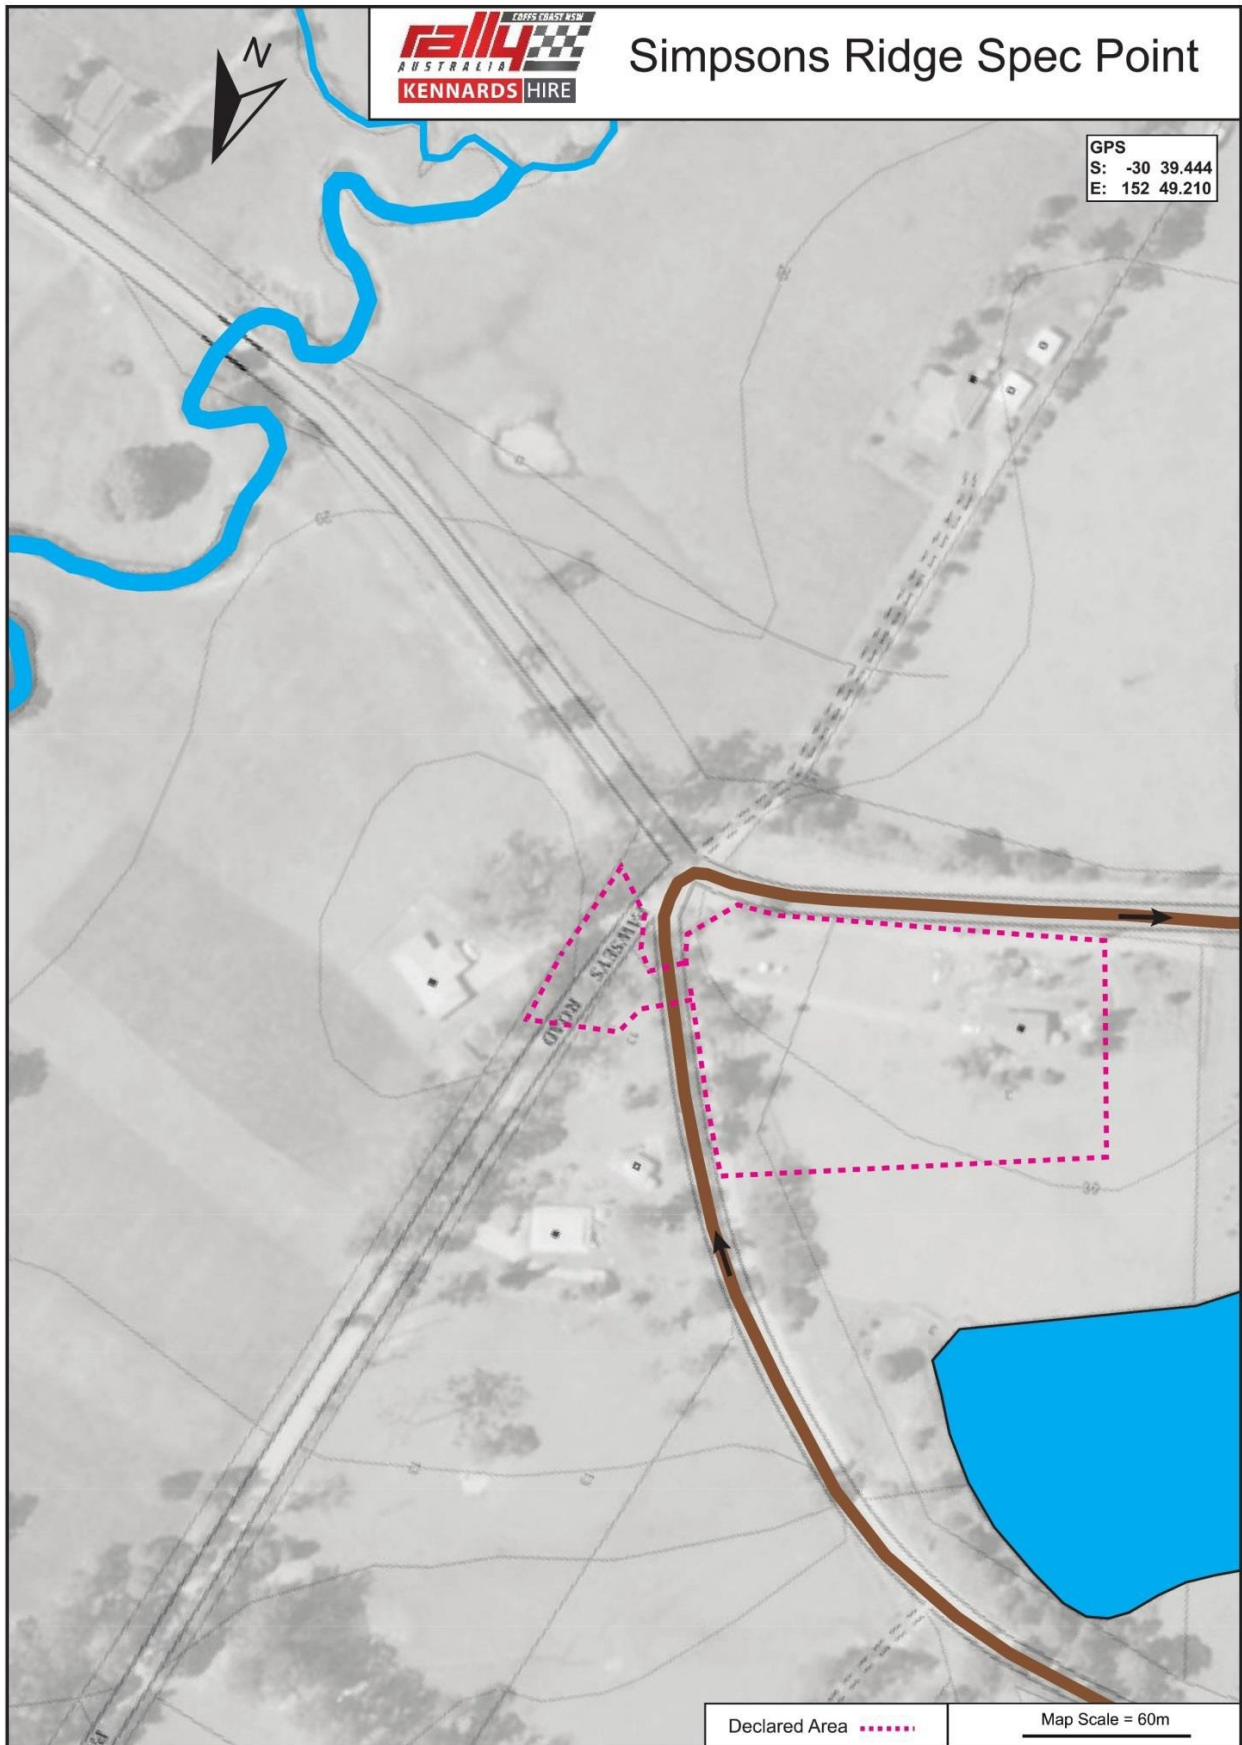 COFFS COAST NSW
rally
AUSTRALIA
KENNARDS HIRE
Simpsons Ridge Spec Point
N
GPS
S: -30 39.444
E: 152 49.210
ROAD
30
Declared Area
Map Scale = 60m